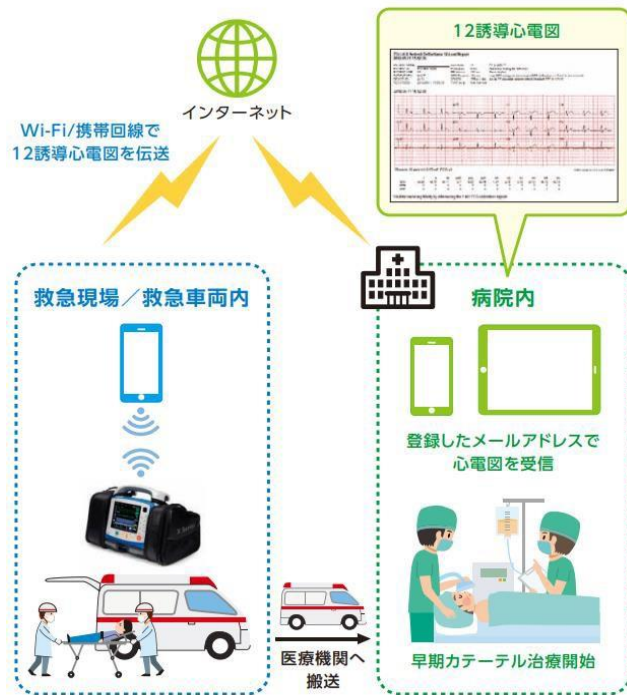 12誘導心電図
インターネット
Wi-Fi/携帯回線で
12誘導心電図を伝送
救急現場／救急車両内
病院内
登録したメールアドレスで
心電図を受信
医療機関へ
搬送
早期カテーテル治療開始